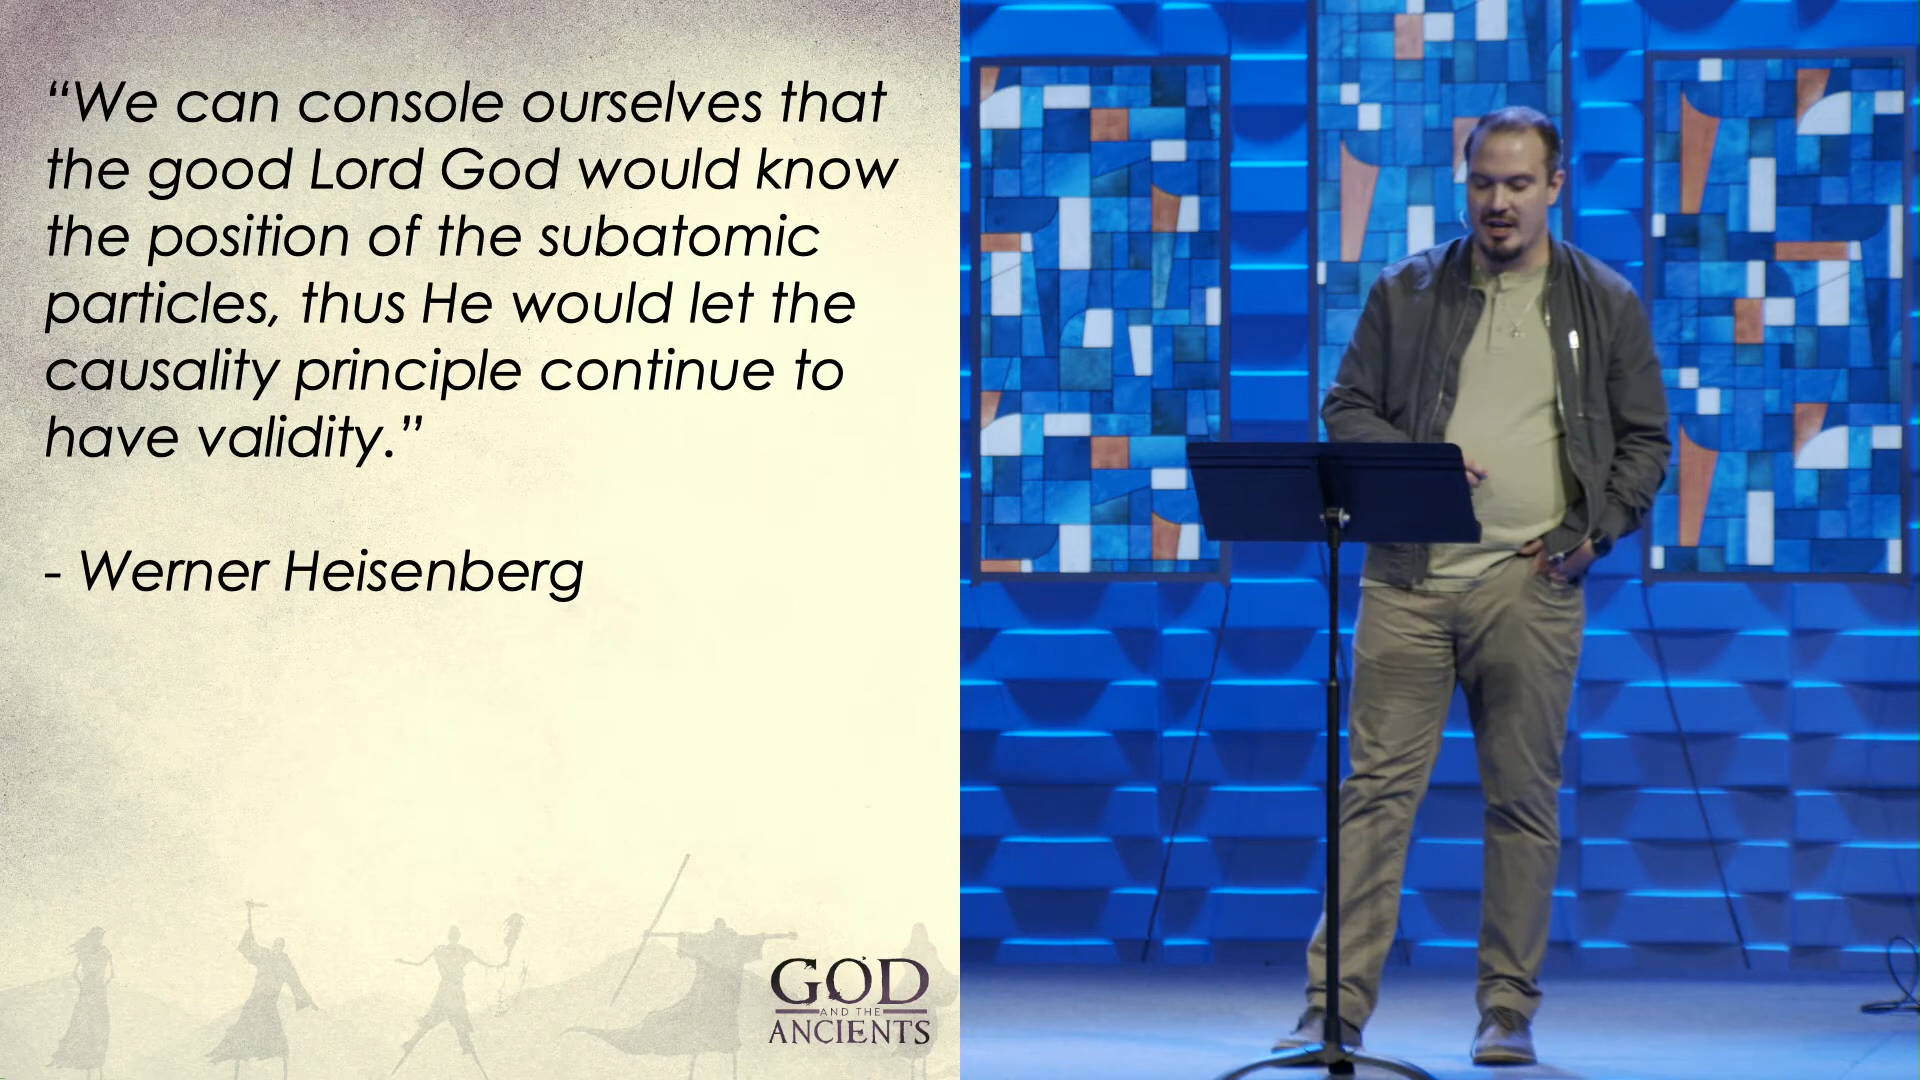 “We can console ourselves that
the good Lord God would know
the position of the subatomic
particles, thus He would let the
causality principle continue to
have validity.”
- Werner Heisenberg
GOD
AND THE
ANCIENTS